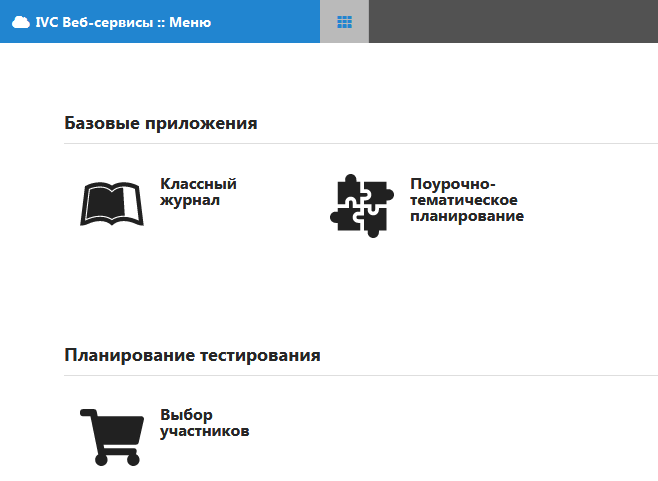 IVC Веб-сервисы :: Меню
Базовые приложения
Классный
журнал
Поурочно-
тематическое
планирование
Планирование тестирования
Выбор
участников